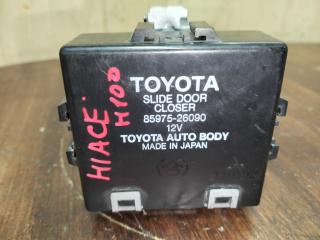 TOYOTA
SLIDE DOOR
CLOSER
85975-26090
12V
TOYOTA AUTO BODY
MADE IN JAPAN
HIACE
H100